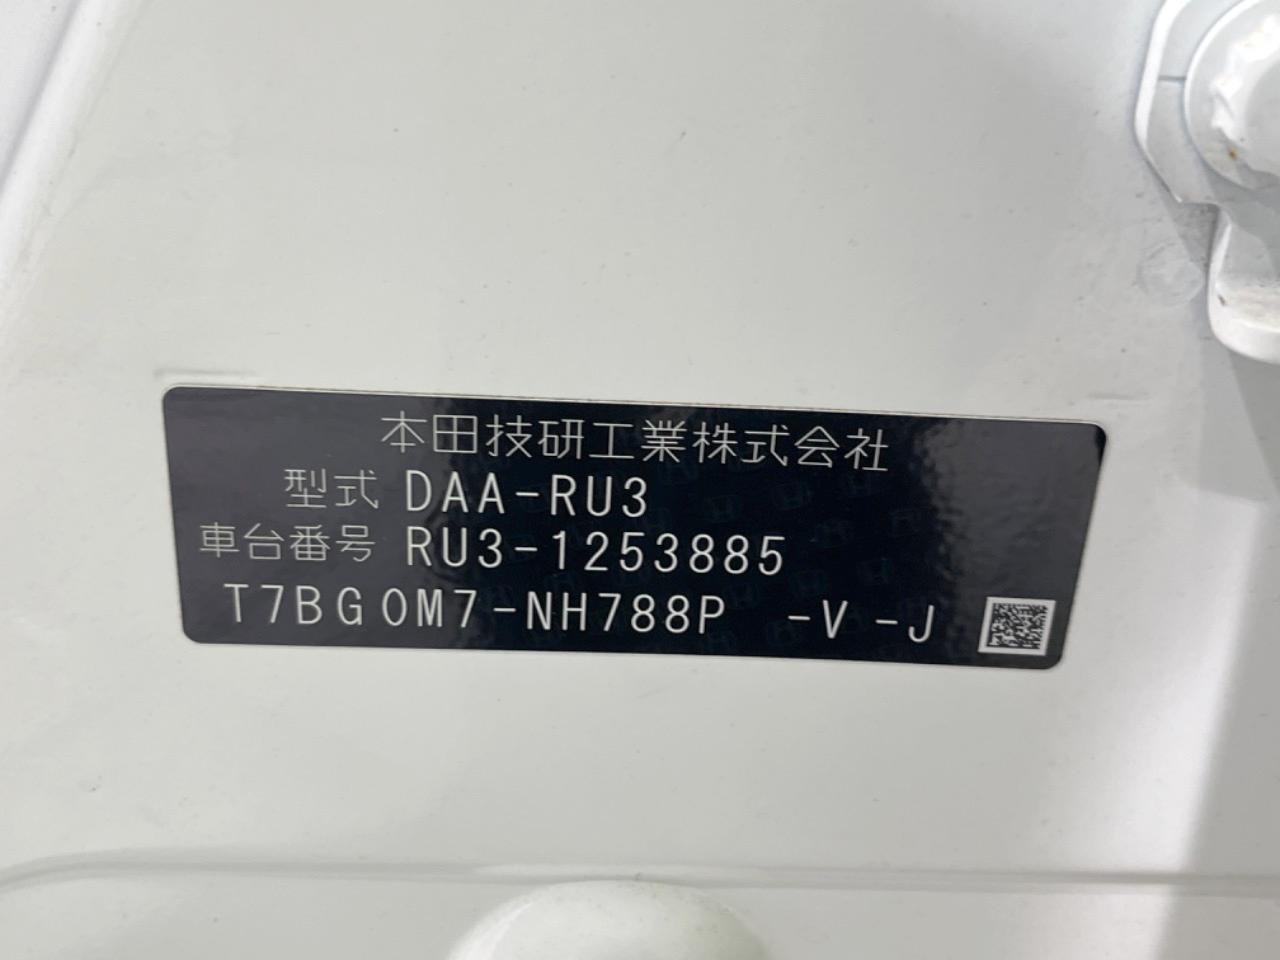 本田技研工業株式会社
型式 DAA-RU3
車台番号 RU3-1253885
T7BG0M7-NH788P -V -J